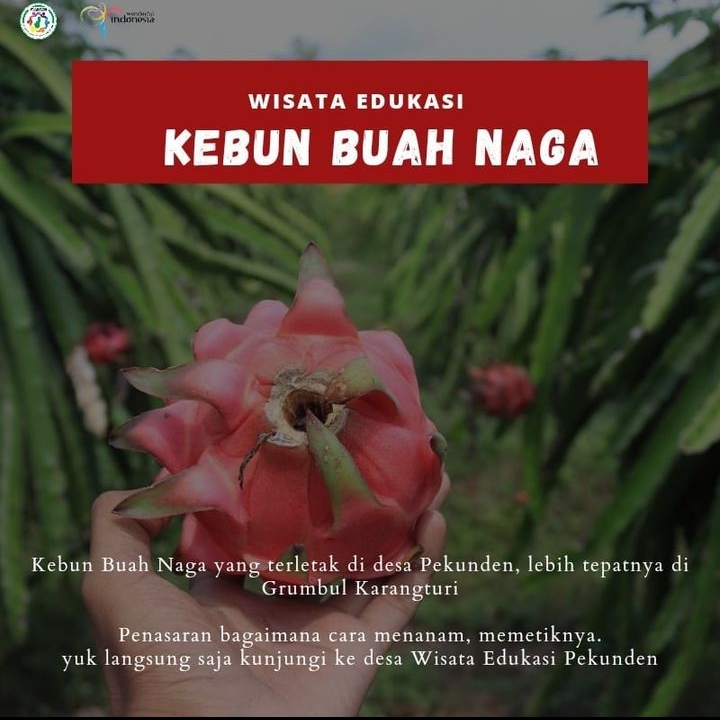 wonderful
indonesia
WISATA EDUKASI
KEBUN BUAH NAGA
Kebun Buah Naga yang terletak di desa Pekunden, lebih tepatnya di
Grumbul Karangturi
Penasaran bagaimana cara menanam, memetiknya.
yuk langsung saja kunjungi ke desa Wisata Edukasi Pekunden